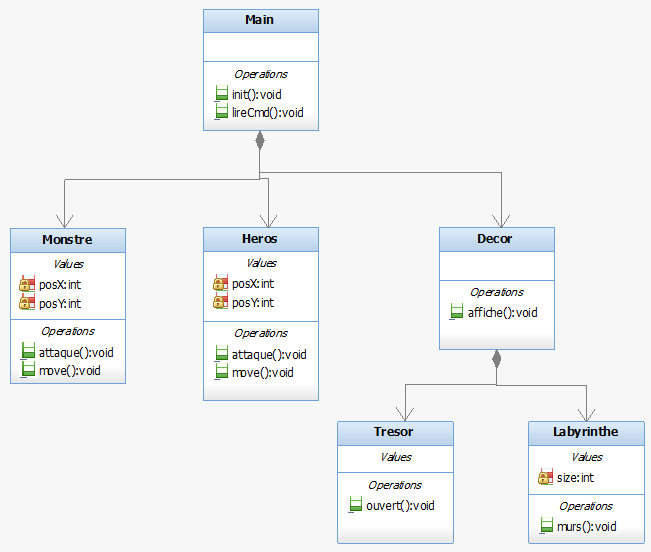 Main
Operations
init():void
lireCmd():void
Monstre
Values
posX:int
posY:int
Operations
attaque():void
move():void
Heros
Values
posX:int
posY:int
Operations
attaque():void
move():void
Decor
Operations
affiche():void
Tresor
Values
Operations
ouvert():void
Labyrinthe
Values
size:int
Operations
murs():void